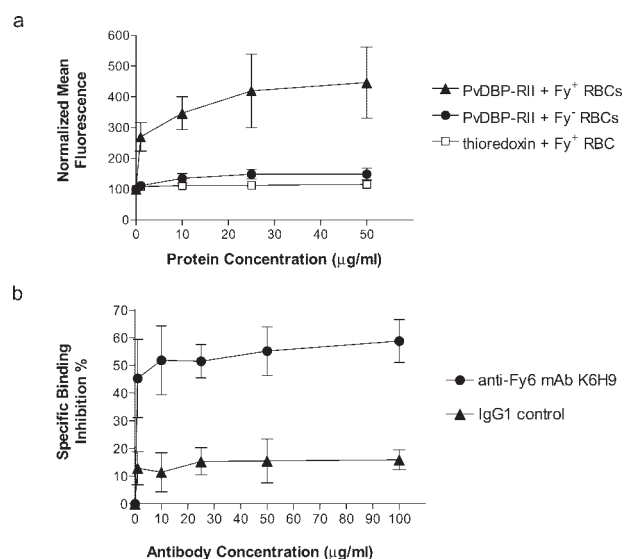 a
600
500
400
300
200
100
0
Normalized Mean
Fluorescence
0 10 20 30 40 50
Protein Concentration (μg/ml)
PvDBP-RII + Fy+ RBCs
PvDBP-RII + Fy- RBCs
thioredoxin + Fy+ RBC
b
70
60
50
40
30
20
10
0
Specific Binding
Inhibition %
0 10 20 30 40 50 60 70 80 90 100
Antibody Concentration (μg/ml)
anti-Fy6 mAb K6H9
IgG1 control